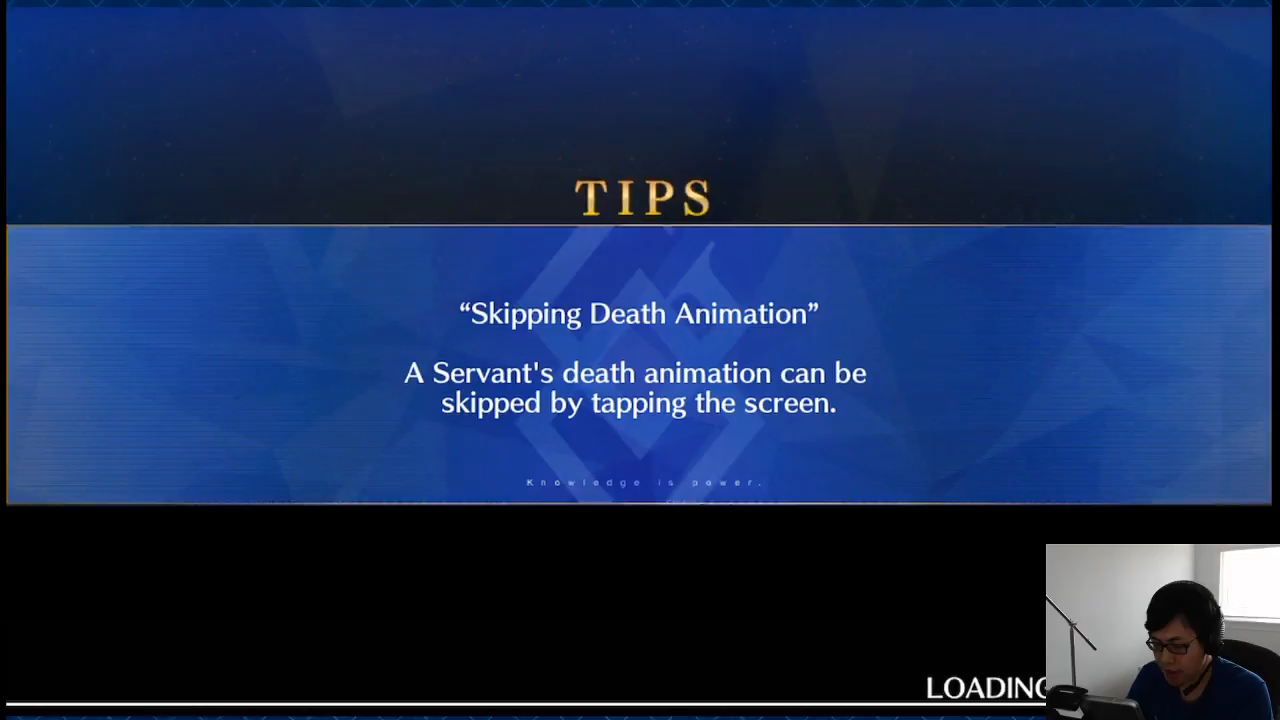 TIPS
“Skipping Death Animation”
A Servant's death animation can be
skipped by tapping the screen.
Knowledge is power.
LOADING